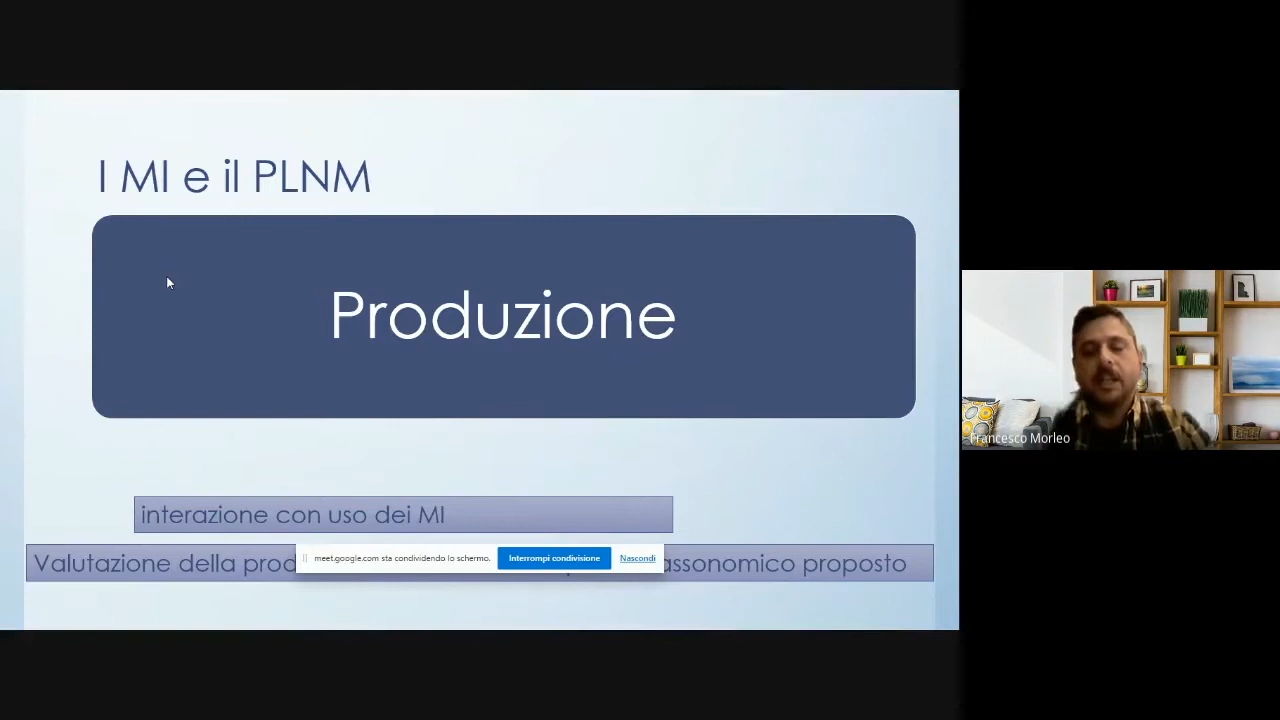 I MI e il PLNM
Produzione
interazione con uso dei MI
Valutazione della prod
assonomico proposto
meet.google.com sta condividendo lo schermo.
Interrompi condivisione
Nascondi
Francesco Morleo